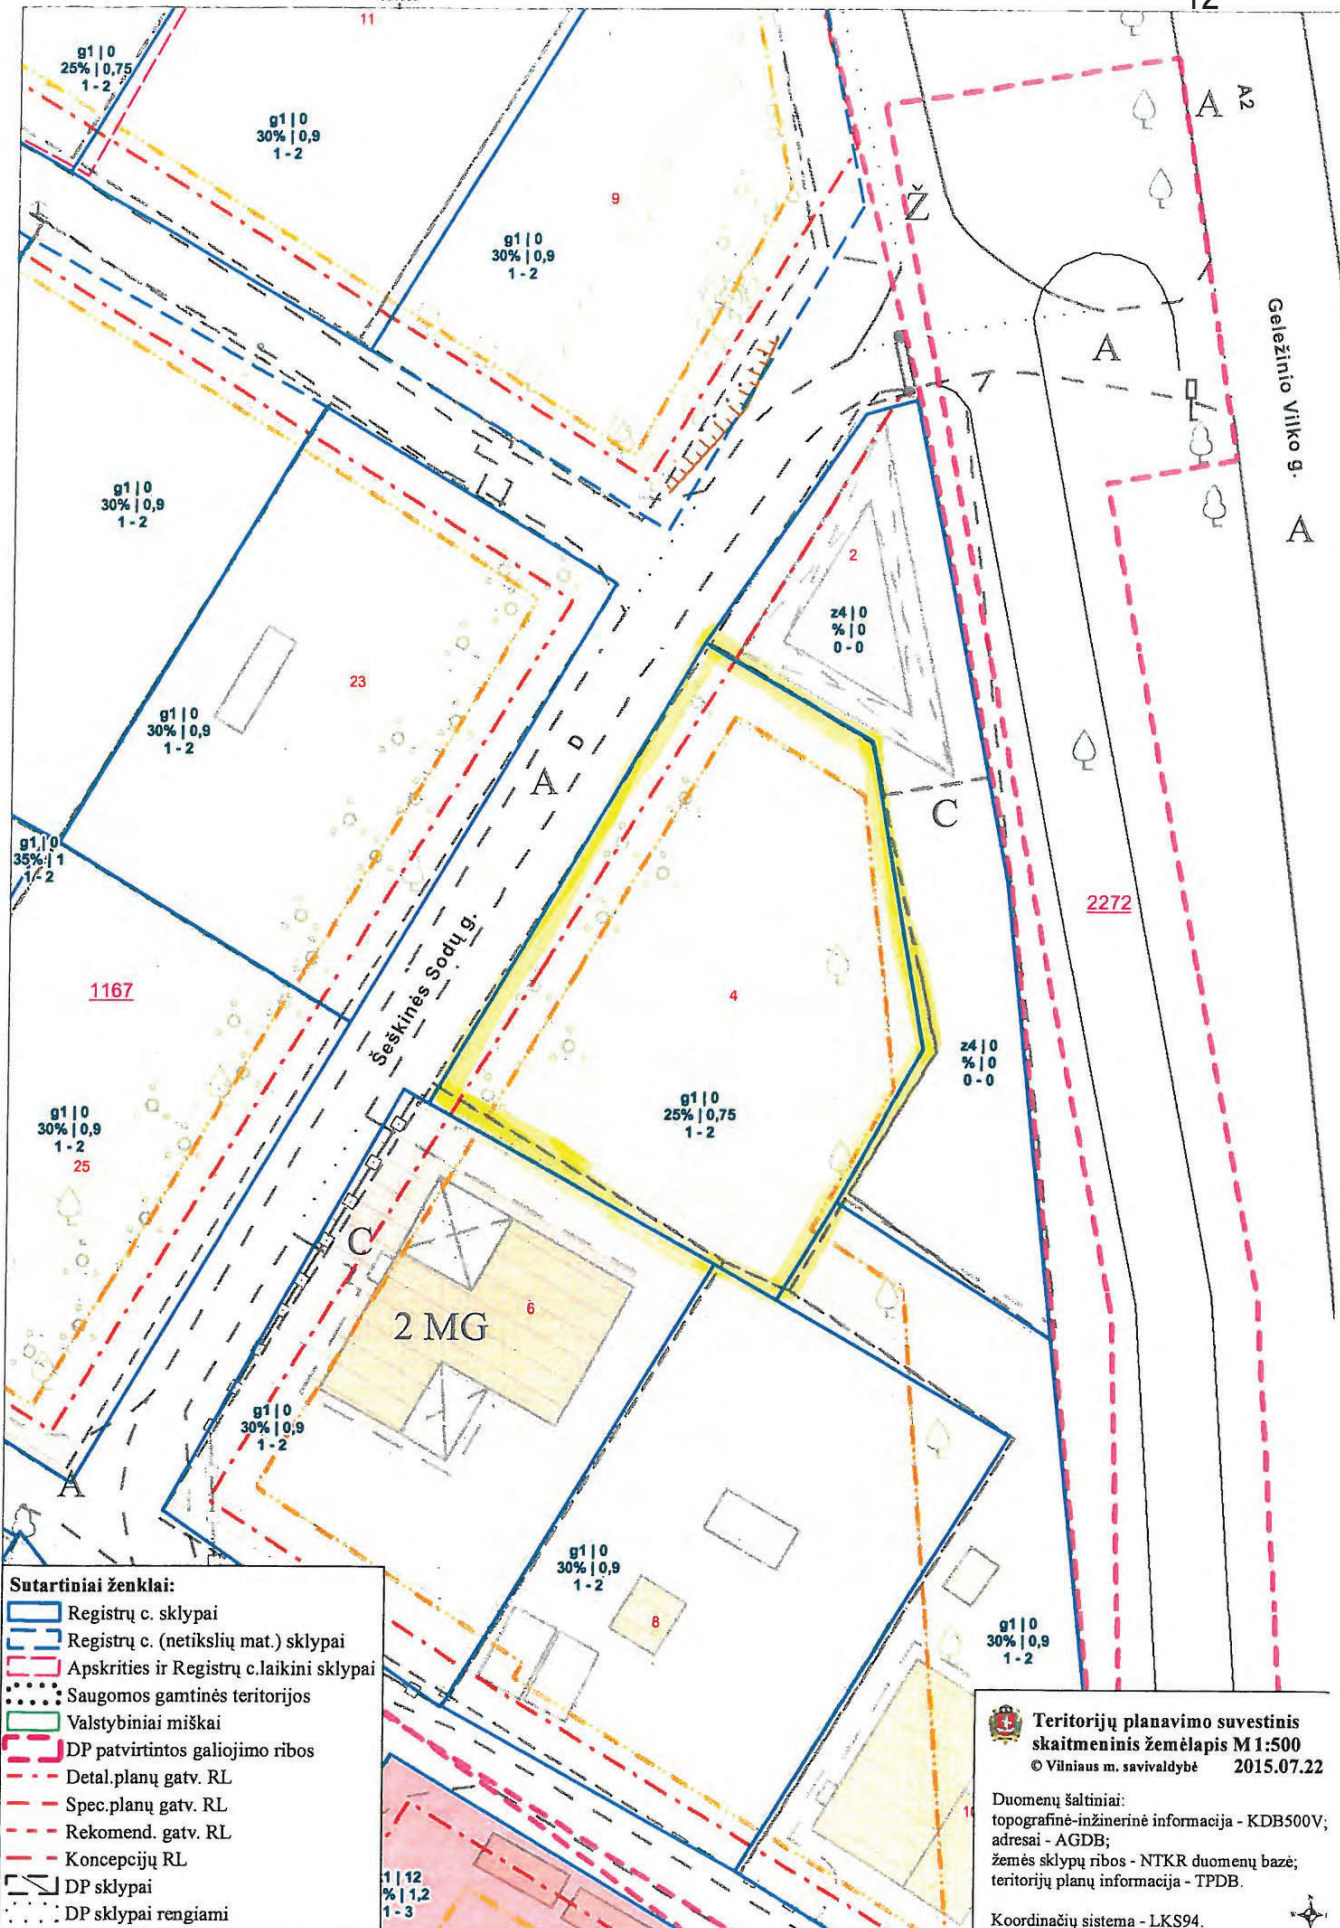 12
11
g1 | 0
25% | 0,75
1 - 2
g1 | 0
30% | 0,9
1 - 2
9
g1 | 0
30% | 0,9
1 - 2
A
A2
Ž
A
Geležinio Vilko g.
A
g1 | 0
30% | 0,9
1 - 2
2
z4 | 0
% | 0
0 - 0
23
g1 | 0
30% | 0,9
1 - 2
D
A
C
g1 | 0
35% | 1
1 - 2
2272
Šeškinės Sodų g.
1167
4
z4 | 0
% | 0
0 - 0
g1 | 0
25% | 0,75
1 - 2
g1 | 0
30% | 0,9
1 - 2
25
C
6
2 MG
g1 | 0
30% | 0,9
1 - 2
A
g1 | 0
30% | 0,9
1 - 2
8
g1 | 0
30% | 0,9
1 - 2
10
1 | 12
% | 1,2
1 - 3
Sutartiniai ženklai:
Registrų c. sklypai
Registrų c. (netikslių mat.) sklypai
Apskrities ir Registrų c.laikini sklypai
Saugomos gamtinės teritorijos
Valstybiniai miškai
DP patvirtintos galiojimo ribos
Detal.planų gatv. RL
Spec.planų gatv. RL
Rekomend. gatv. RL
Koncepcijų RL
DP sklypai
DP sklypai rengiami
Teritorijų planavimo suvestinis
skaitmeninis žemėlapis M 1:500
© Vilniaus m. savivaldybė 2015.07.22
Duomenų šaltiniai:
topografinė-inžinerinė informacija - KDB500V;
adresai - AGDB;
žemės sklypų ribos - NTKR duomenų bazė;
teritorijų planų informacija - TPDB.
Koordinačių sistema - LKS94.